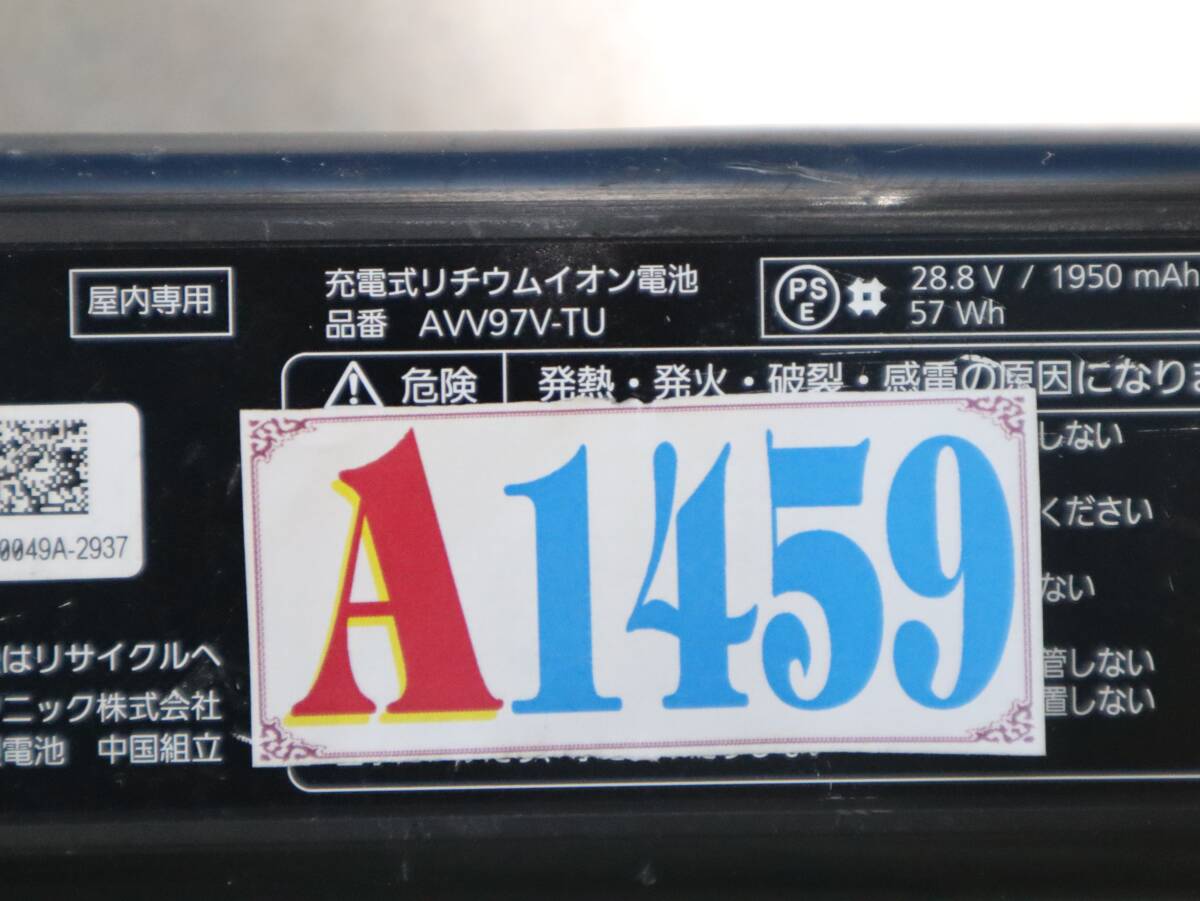 屋内専用
充電式リチウムイオン電池
品番 AVV97V-TU
PSE
28.8 V / 1950 mAh
57 Wh
危険
発熱・発火・破裂・感電の原因になりま
しない
ください
ない
管しない
置しない
A1459
0049A-2937
はリサイクルへ
ニック株式会社
電池 中国組立